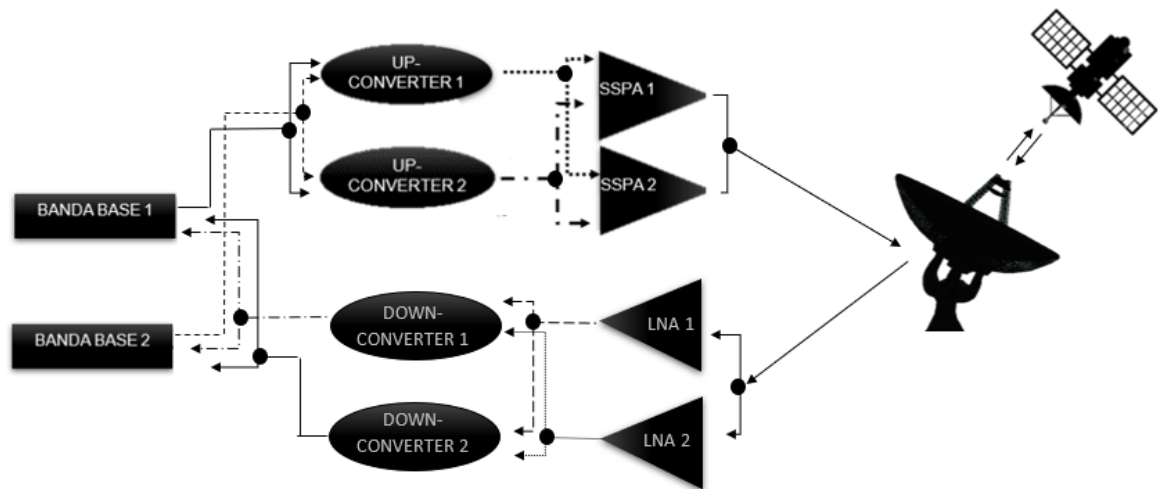 UP-
CONVERTER 1
SSPA 1
UP-
CONVERTER 2
SSPA 2
BANDA BASE 1
DOWN-
CONVERTER 1
LNA 1
BANDA BASE 2
DOWN-
CONVERTER 2
LNA 2